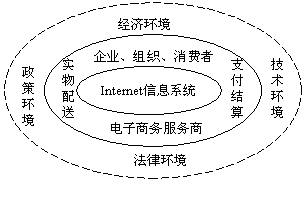 经济环境
企业、组织、消费者
政策环境
实物配送
Internet信息系统
支付结算
技术环境
电子商务服务商
法律环境